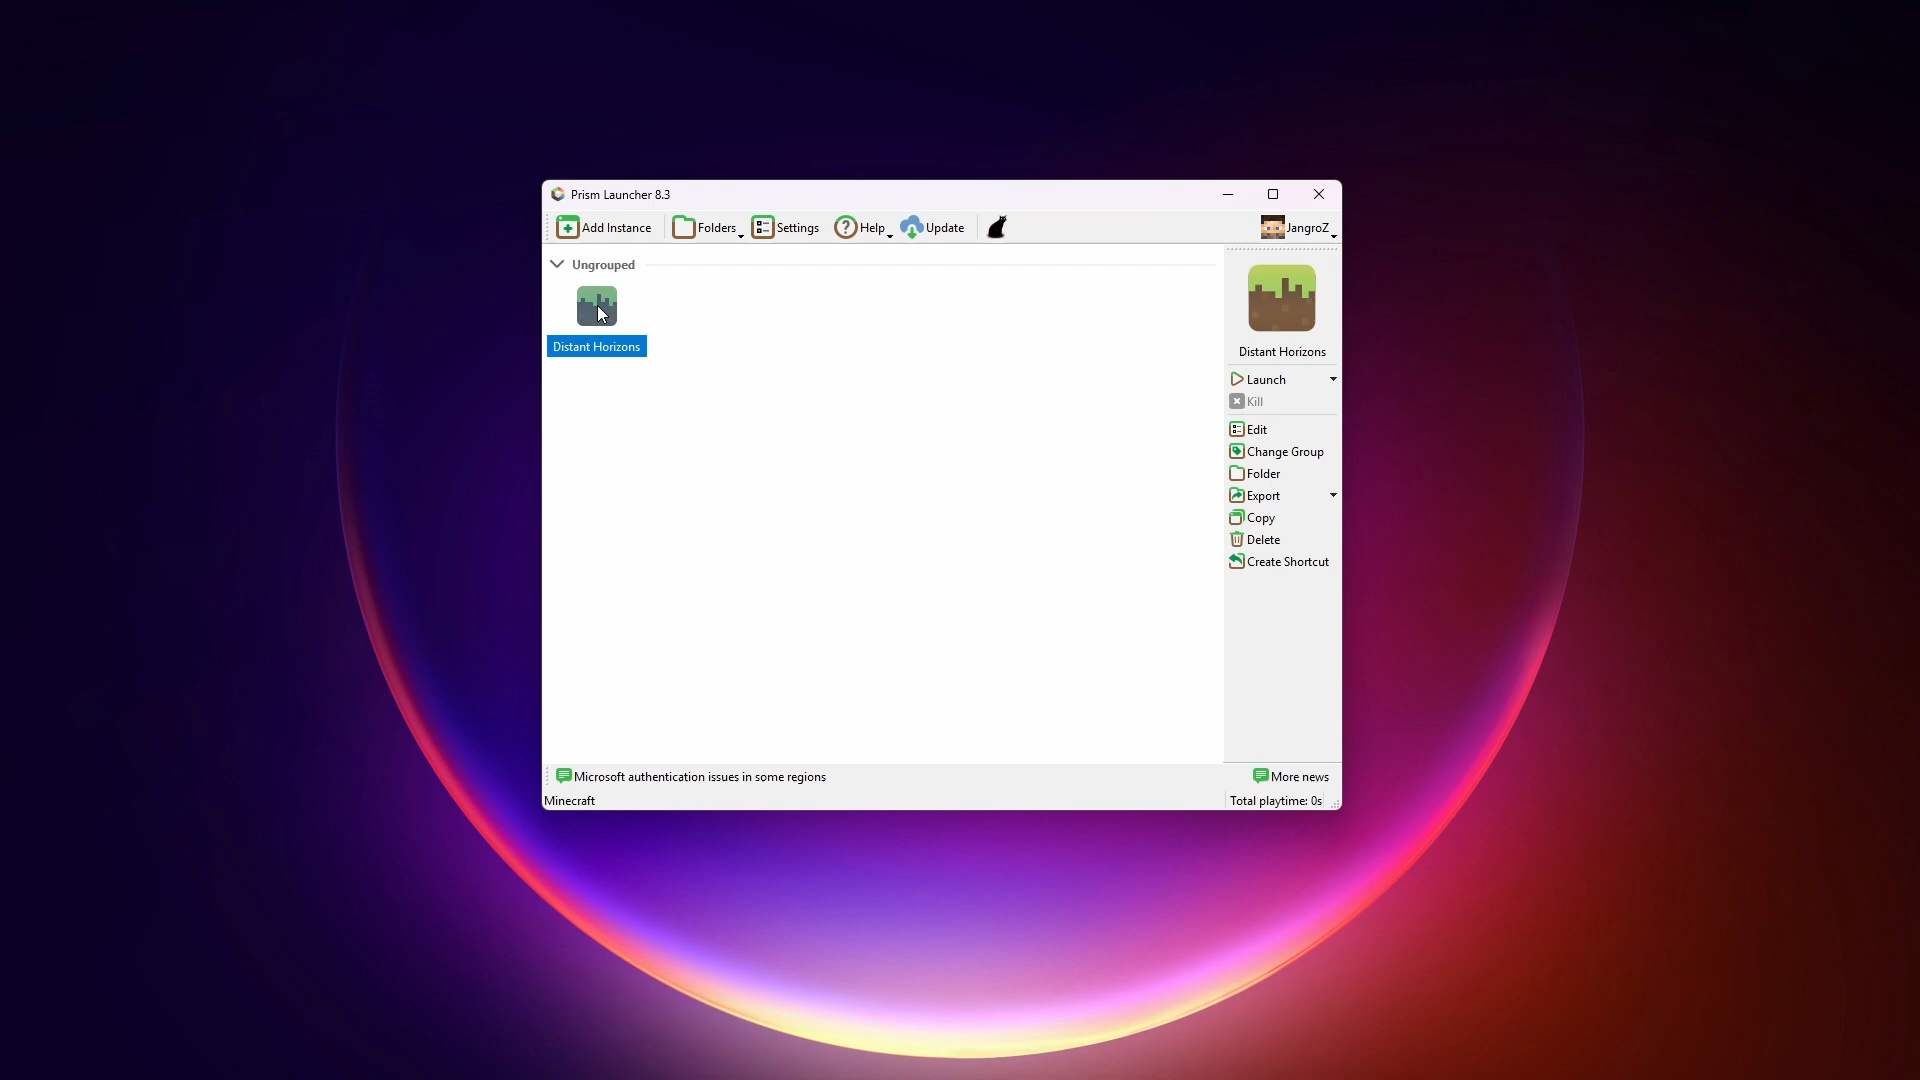 Prism Launcher 8.3
Add Instance Folders Settings Help Update JangroZ
Ungrouped
Distant Horizons
Distant Horizons
Launch
Kill
Edit
Change Group
Folder
Export
Copy
Delete
Create Shortcut
Microsoft authentication issues in some regions More news
Minecraft Total playtime: 0s